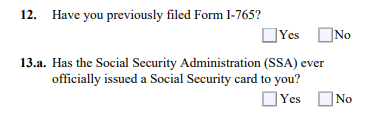 12. Have you previously filed Form I-765?
Yes No
13.a. Has the Social Security Administration (SSA) ever
officially issued a Social Security card to you?
Yes No